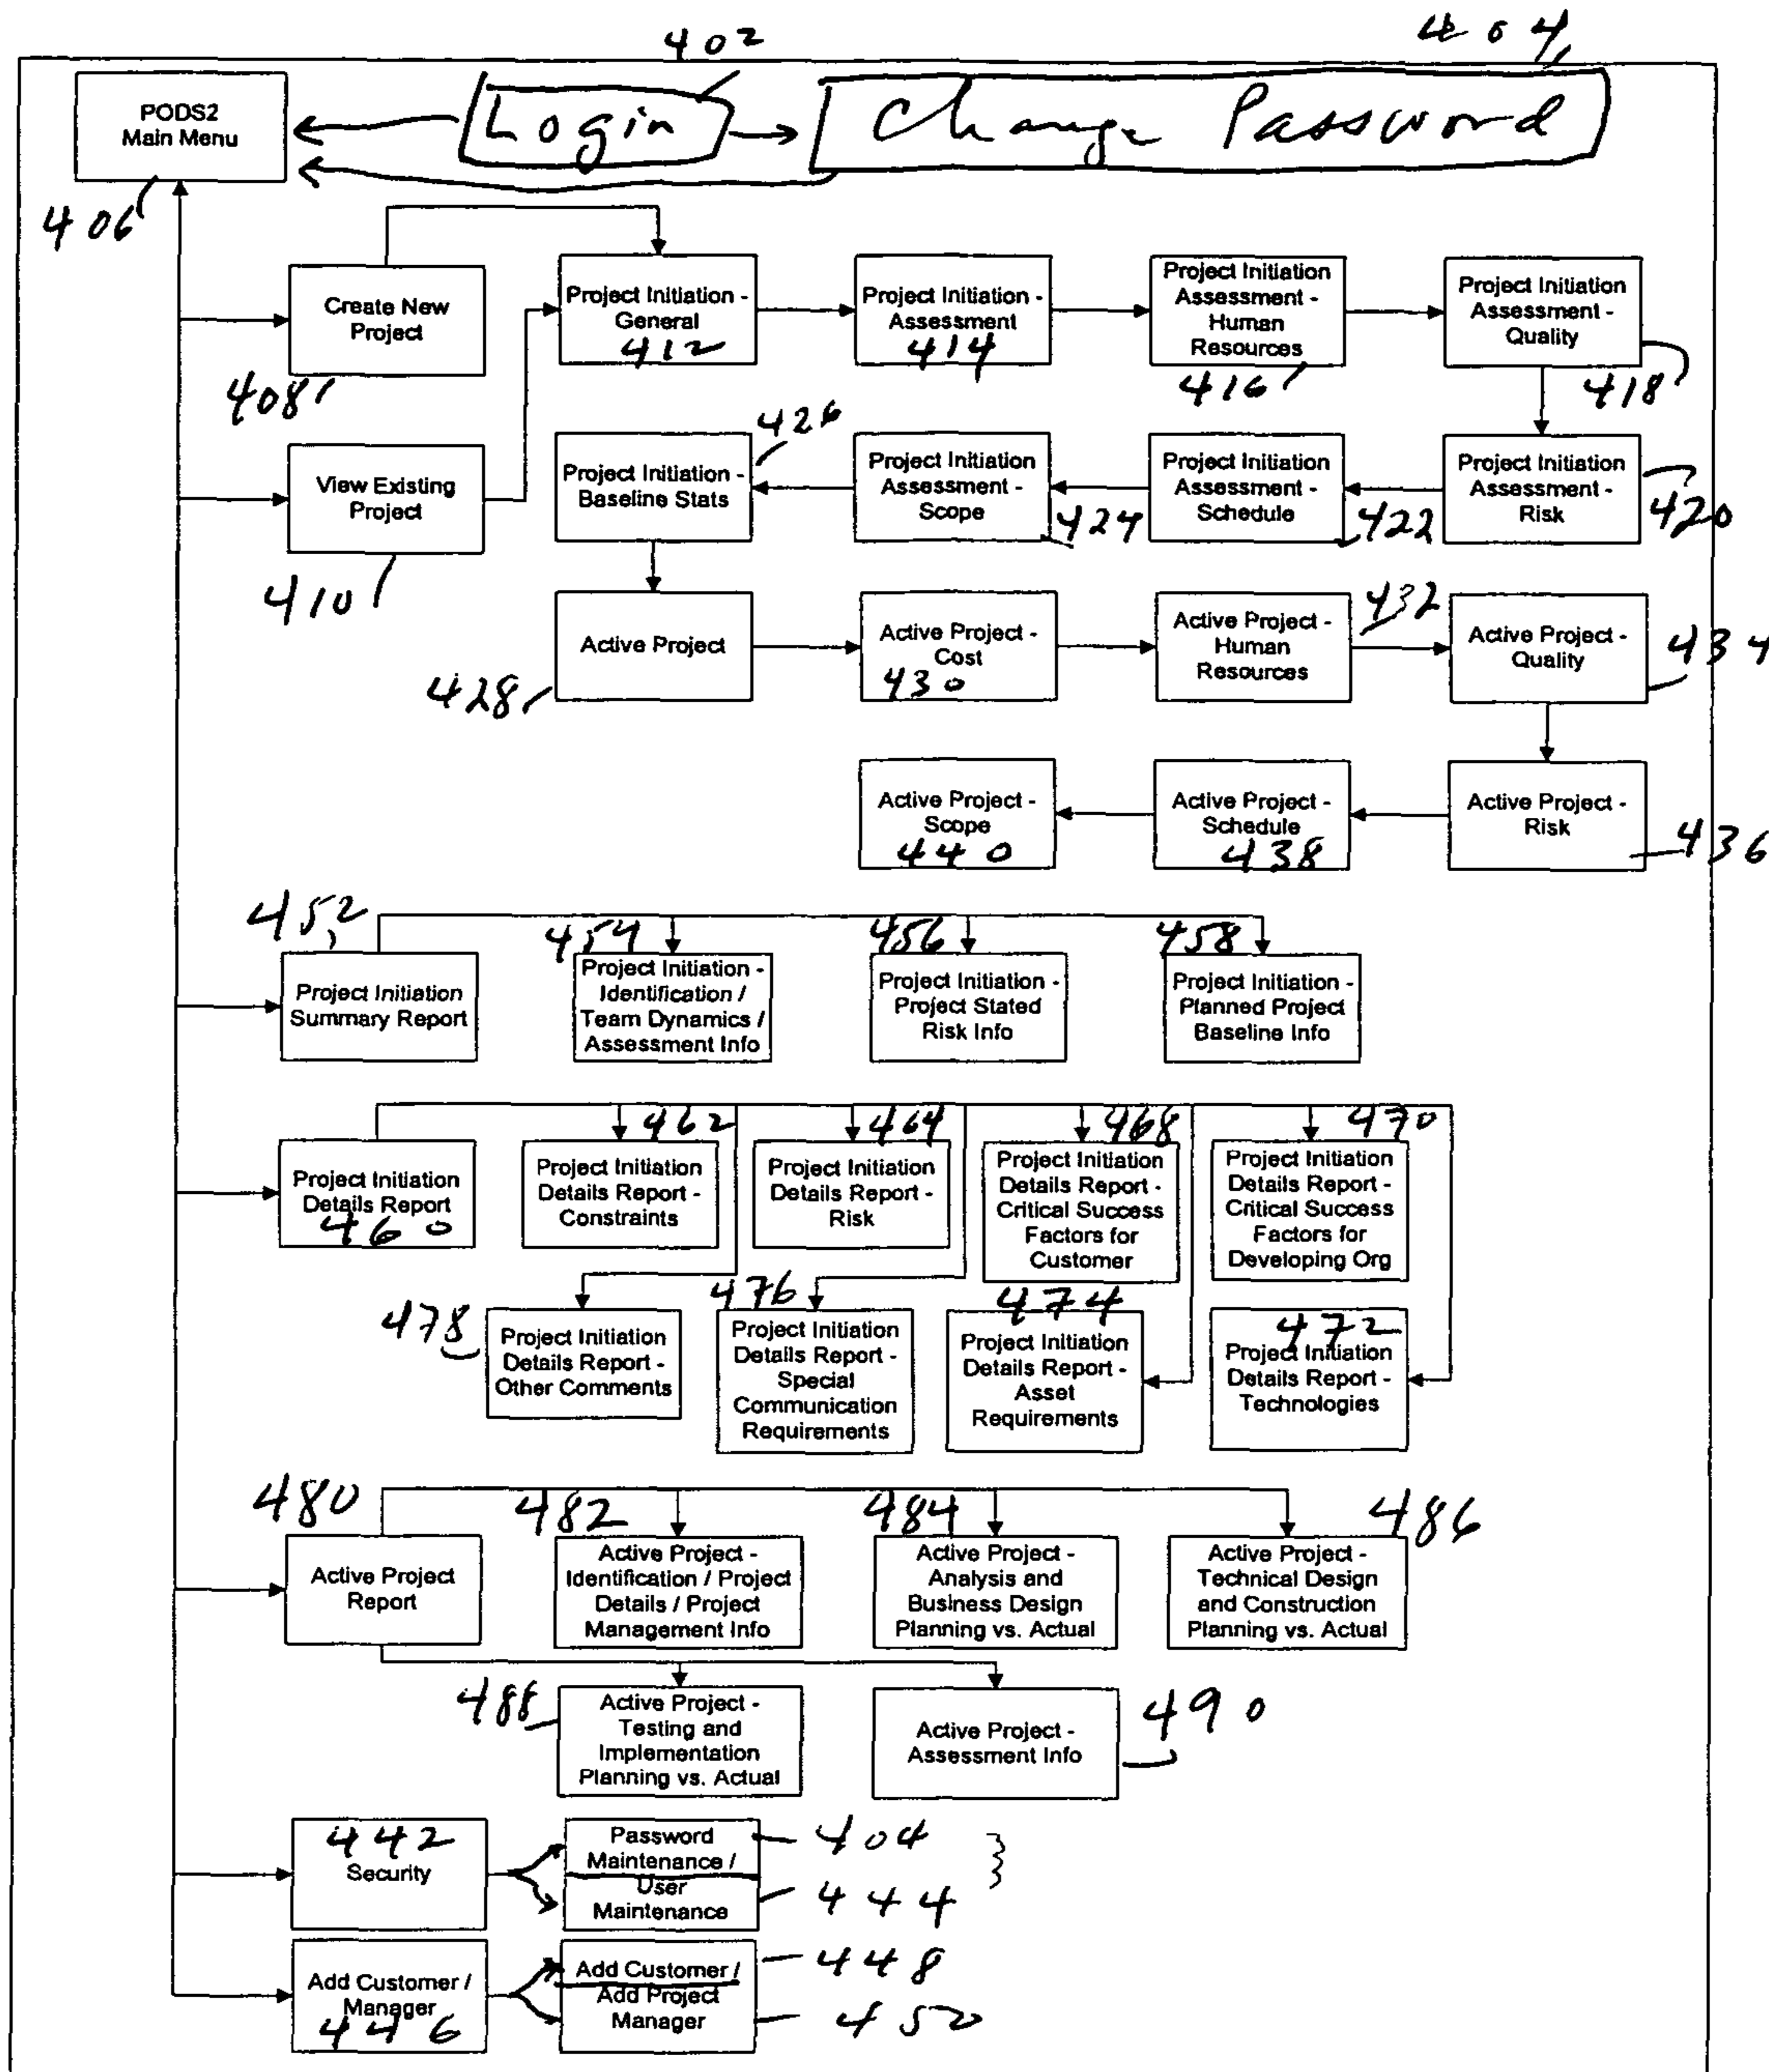 402
404
PODS2
Main Menu
Login
Change Password
406
Create New
Project
408
Project Initiation -
General
412
Project Initiation -
Assessment
414
Project Initiation
Assessment -
Human
Resources
416
Project Initiation
Assessment -
Quality
418
View Existing
Project
410
426
Project Initiation -
Baseline Stats
Project Initiation
Assessment -
Scope
424
Project Initiation
Assessment -
Schedule
422
Project Initiation
Assessment -
Risk
420
Active Project
428
Active Project -
Cost
430
Active Project -
Human
Resources
432
Active Project -
Quality
434
Active Project -
Scope
440
Active Project -
Schedule
438
Active Project -
Risk
436
452
Project Initiation
Summary Report
454
Project Initiation -
Identification /
Team Dynamics /
Assessment Info
456
Project Initiation -
Project Stated
Risk Info
458
Project Initiation -
Planned Project
Baseline Info
Project Initiation
Details Report
460
462
Project Initiation
Details Report -
Constraints
464
Project Initiation
Details Report -
Risk
468
Project Initiation
Details Report -
Critical Success
Factors for
Customer
470
Project Initiation
Details Report -
Critical Success
Factors for
Developing Org
478
Project Initiation
Details Report -
Other Comments
476
Project Initiation
Details Report -
Special
Communication
Requirements
474
Project Initiation
Details Report -
Asset
Requirements
472
Project Initiation
Details Report -
Technologies
480
Active Project
Report
482
Active Project -
Identification / Project
Details / Project
Management Info
484
Active Project -
Analysis and
Business Design
Planning vs. Actual
486
Active Project -
Technical Design
and Construction
Planning vs. Actual
488
Active Project -
Testing and
Implementation
Planning vs. Actual
Active Project -
Assessment Info
490
442
Security
Password
Maintenance /
404
User
Maintenance
444
Add Customer /
Manager
446
Add Customer /
448
Add Project
Manager
450